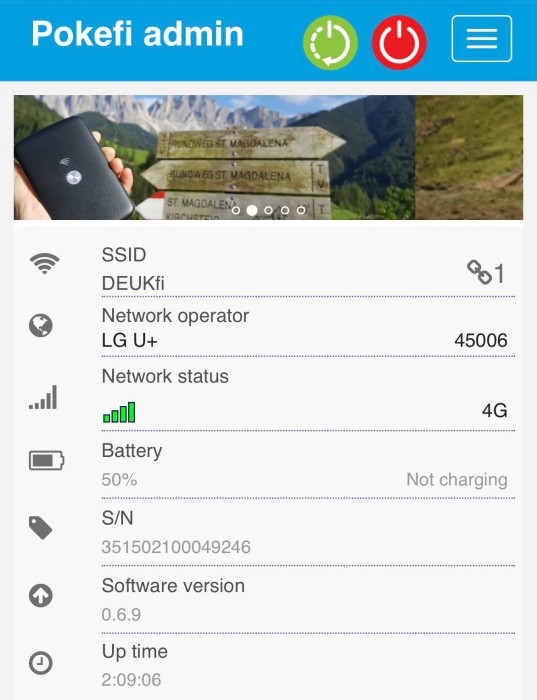 Pokefi admin
RUNDWEG ST. MAGDALENA
RUNDWEG ST. MAGDALENA
ST. MAGDALENA
KIRCHSTEIG
T
V
T
SSID
DEUKfi
1
Network operator
LG U+
45006
Network status
4G
Battery
50%
Not charging
S/N
351502100049246
Software version
0.6.9
Up time
2:09:06